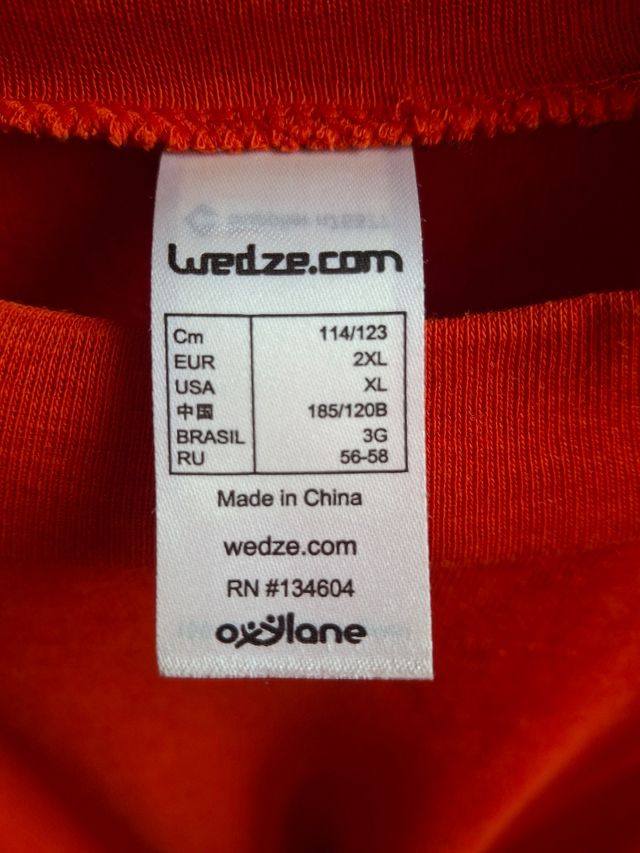 wedze.com
Cm 114/123
EUR 2XL
USA XL
中国 185/120B
BRASIL 3G
RU 56-58
Made in China
wedze.com
RN #134604
oxylane